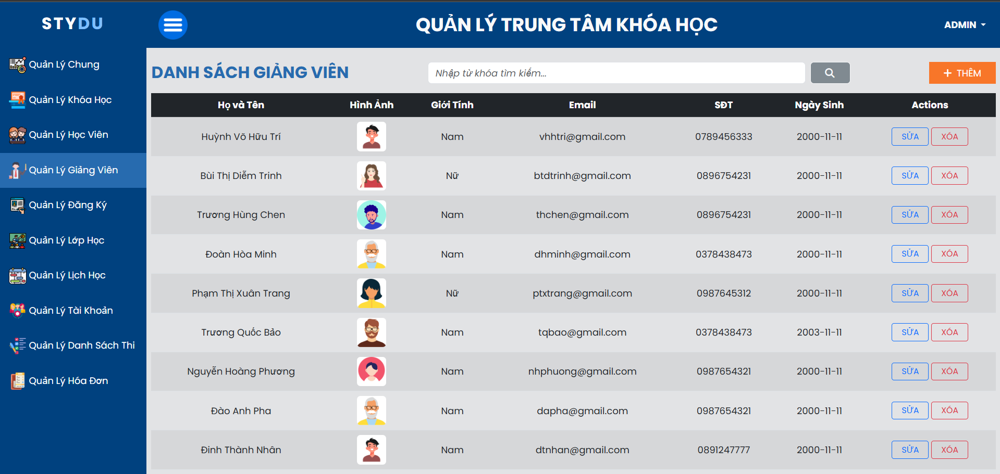 STYDU
QUẢN LÝ TRUNG TÂM KHÓA HỌC
ADMIN
Quản Lý Chung
Quản Lý Khóa Học
Quản Lý Học Viên
Quản Lý Giảng Viên
Quản Lý Đăng Ký
Quản Lý Lớp Học
Quản Lý Lịch Học
Quản Lý Tài Khoản
Quản Lý Danh Sách Thi
Quản Lý Hóa Đơn
DANH SÁCH GIẢNG VIÊN
Nhập từ khóa tìm kiếm...
+ THÊM
Họ và Tên Hình Ảnh Giới Tính Email SĐT Ngày Sinh Actions
Huỳnh Võ Hữu Trí Nam vhhtri@gmail.com 0789456333 2000-11-11 SỬA XÓA
Bùi Thị Diễm Trinh Nữ btdtrinh@gmail.com 0896754231 2000-11-11 SỬA XÓA
Trương Hùng Chen Nam thchen@gmail.com 0896754231 2000-11-11 SỬA XÓA
Đoàn Hòa Minh Nam dhminh@gmail.com 0378438473 2000-11-11 SỬA XÓA
Phạm Thị Xuân Trang Nữ ptxtrang@gmail.com 0987645312 2000-11-11 SỬA XÓA
Trương Quốc Bảo Nam tqbao@gmail.com 0378438473 2003-11-11 SỬA XÓA
Nguyễn Hoàng Phương Nam nhphuong@gmail.com 0987654321 2000-11-11 SỬA XÓA
Đào Anh Pha Nam dapha@gmail.com 0987654321 2000-11-11 SỬA XÓA
Đinh Thành Nhân Nam dtnhan@gmail.com 0891247777 2000-11-11 SỬA XÓA